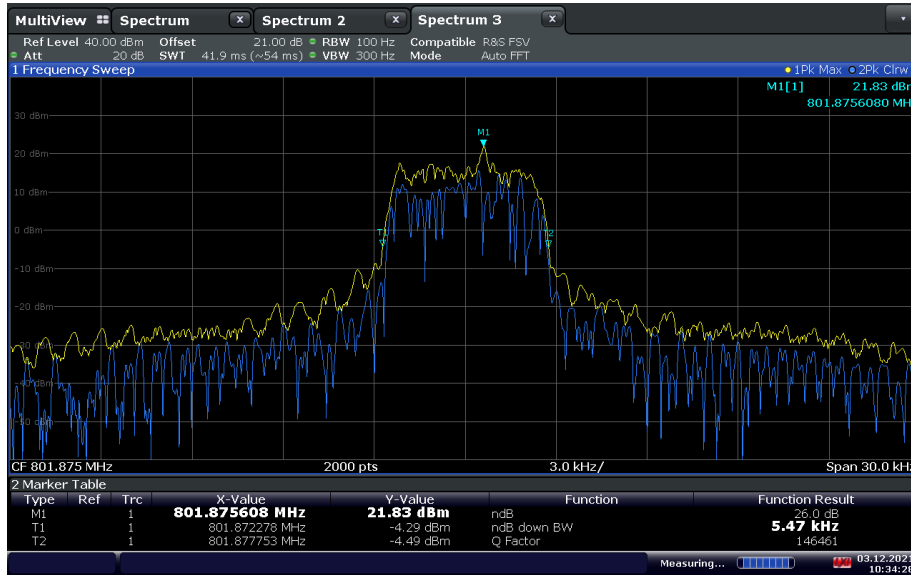 MultiView Spectrum x Spectrum 2 x Spectrum 3 x
Ref Level 40.00 dBm Offset 21.00 dB RBW 100 Hz Compatible R&S FSV
Att 20 dB SWT 41.9 ms (~54 ms) VBW 300 Hz Mode Auto FFT
1 Frequency Sweep 1Pk Max 2Pk Clrw
M1[1] 21.83 dBm
801.8756080 MH
30 dBm
M1
20 dBm
10 dBm
0 dBm
T1
T2
-10 dBm
-20 dBm
-30 dBm
-40 dBm
-50 dBm
CF 801.875 MHz 2000 pts 3.0 kHz/ Span 30.0 kHz
2 Marker Table
Type Ref Trc X-Value Y-Value Function Function Result
M1 1 801.875608 MHz 21.83 dBm ndB 26.0 dB
T1 1 801.872278 MHz -4.29 dBm ndB down BW 5.47 kHz
T2 1 801.877753 MHz -4.49 dBm Q Factor 146461
Measuring... 03.12.2021
10:34:26